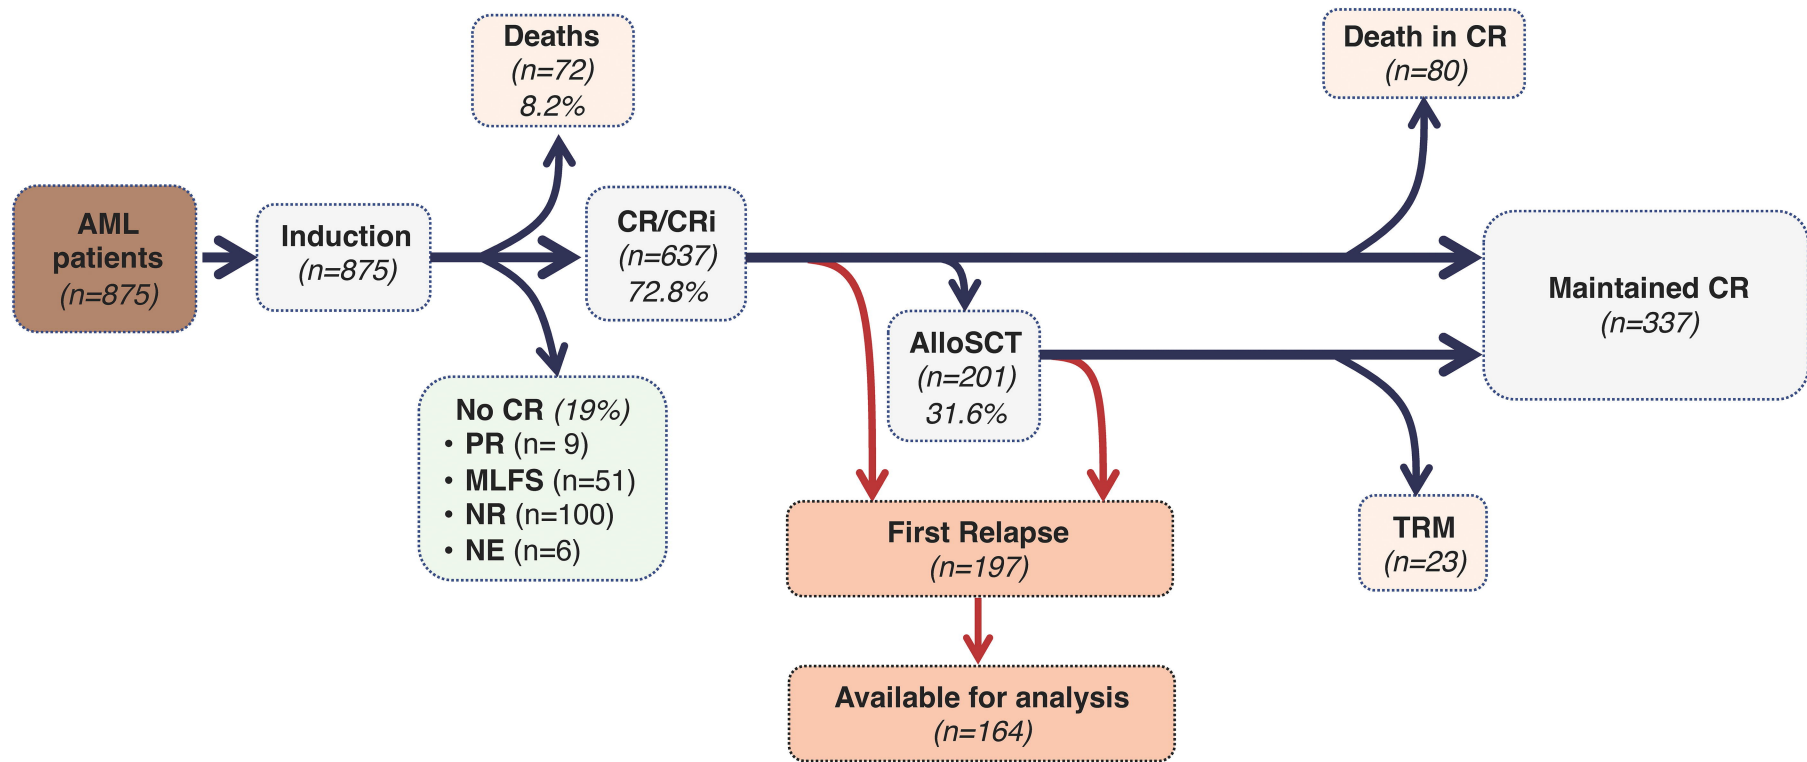 AML
patients
(n=875)
Induction
(n=875)
Deaths
(n=72)
8.2%
CR/CRi
(n=637)
72.8%
No CR (19%)
• PR (n= 9)
• MLFS (n=51)
• NR (n=100)
• NE (n=6)
AlloSCT
(n=201)
31.6%
First Relapse
(n=197)
Available for analysis
(n=164)
Death in CR
(n=80)
Maintained CR
(n=337)
TRM
(n=23)